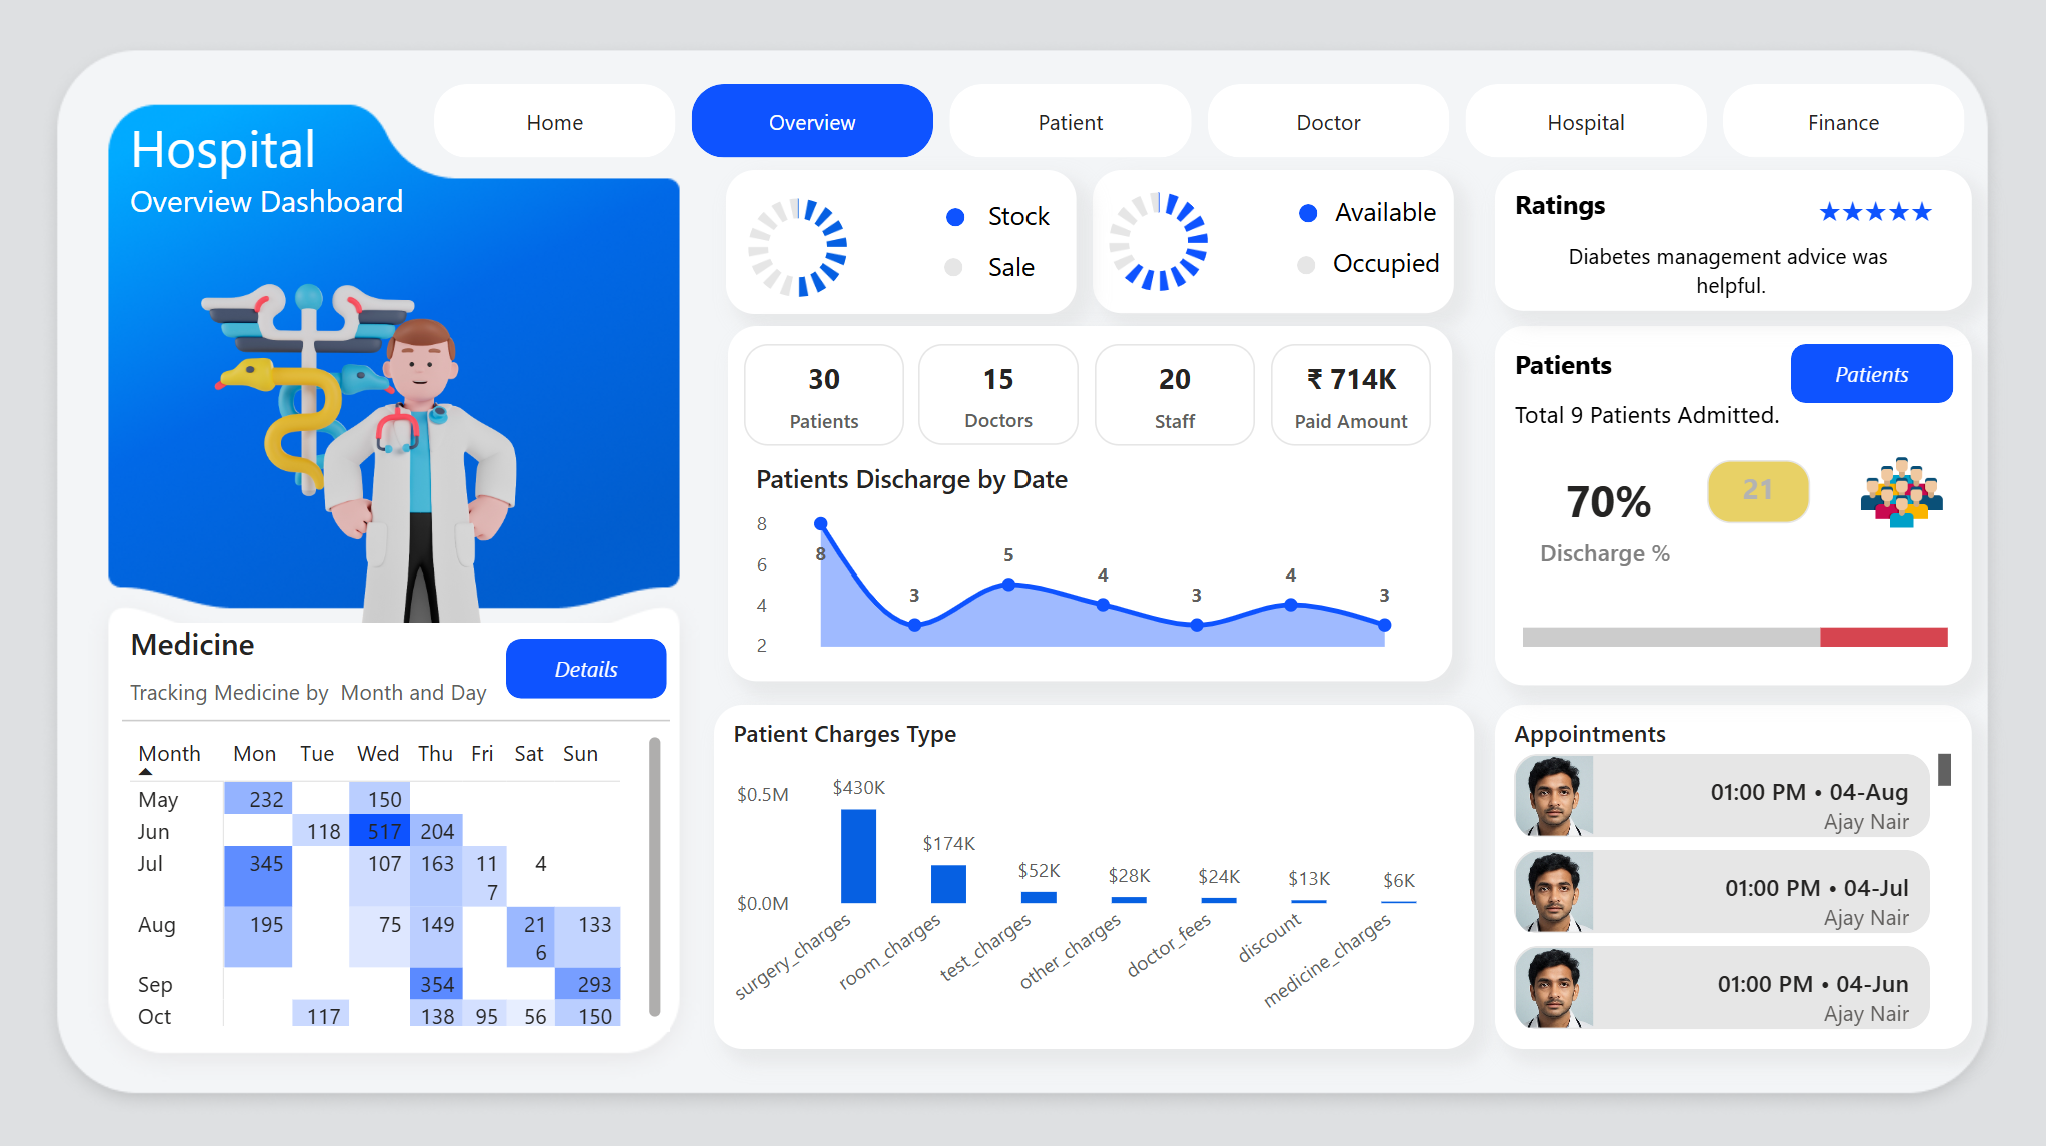 Home
Overview
Patient
Doctor
Hospital
Finance
Hospital
Overview Dashboard
Stock
Sale
Available
Occupied
Ratings
★★★★★
Diabetes management advice was
helpful.
30
Patients
15
Doctors
20
Staff
₹ 714K
Paid Amount
Patients Discharge by Date
8
6
4
2
8
3
5
4
3
4
3
Patients
Patients
Total 9 Patients Admitted.
70%
Discharge %
21
Medicine
Tracking Medicine by  Month and Day
Details
Month Mon Tue Wed Thu Fri Sat Sun
May 232 150
Jun 118 517 204
Jul 345 107 163 11 4
7
Aug 195 75 149 21 133
6
Sep 354 293
Oct 117 138 95 56 150
Patient Charges Type
$0.5M
$0.0M
$430K
$174K
$52K
$28K
$24K
$13K
$6K
surgery_charges
room_charges
test_charges
other_charges
doctor_fees
discount
medicine_charges
Appointments
01:00 PM • 04-Aug
Ajay Nair
01:00 PM • 04-Jul
Ajay Nair
01:00 PM • 04-Jun
Ajay Nair